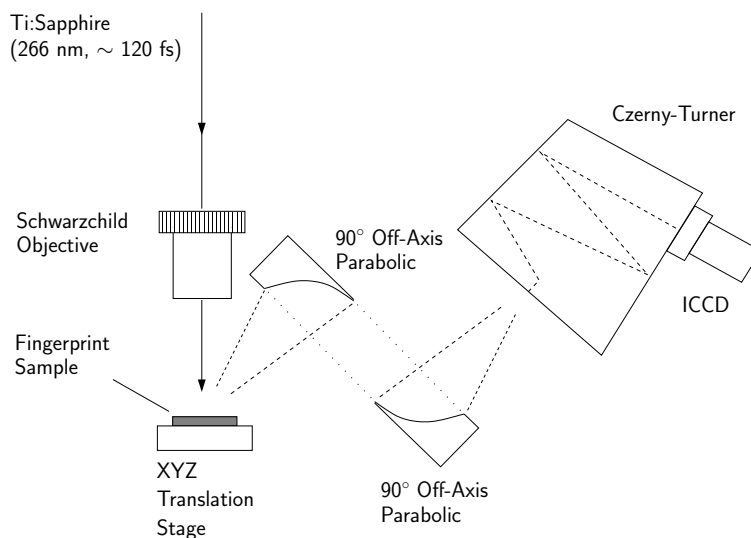 Ti:Sapphire
(266 nm, ∼ 120 fs)
Czerny-Turner
Schwarzchild
Objective
90° Off-Axis
Parabolic
ICCD
Fingerprint
Sample
XYZ
Translation
Stage
90° Off-Axis
Parabolic